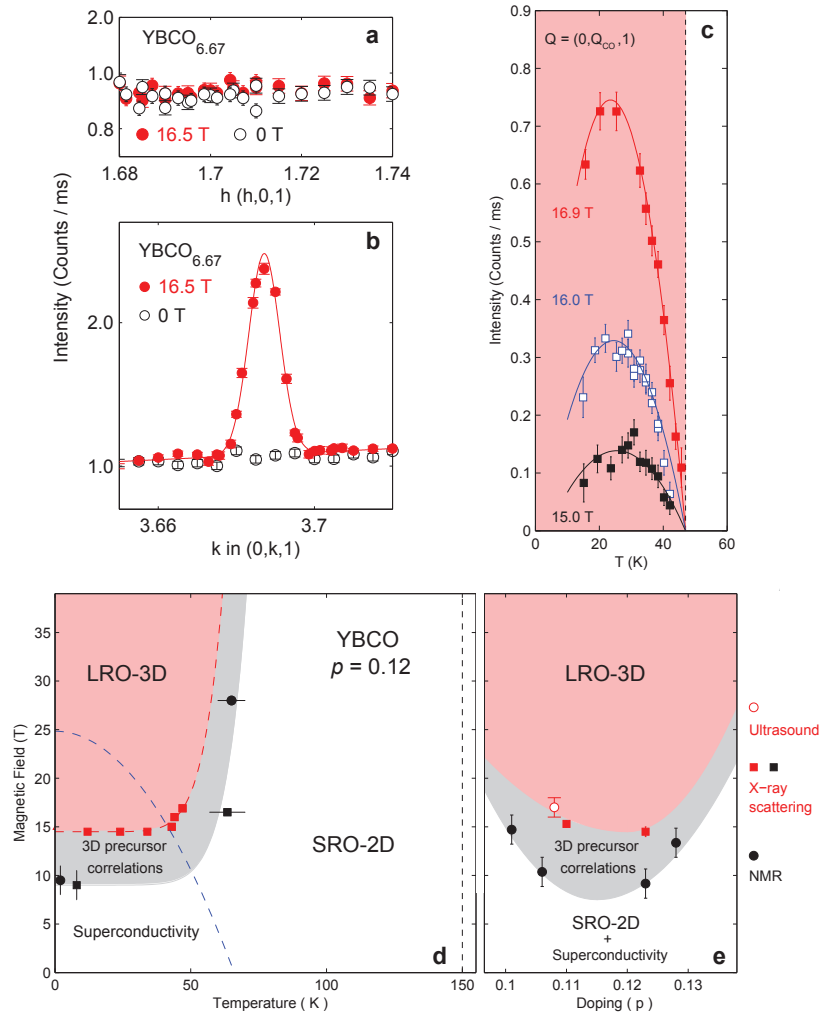 YBCO6.67
a
2.0
1.0
0.8
16.5 T
0 T
1.68
1.7
1.72
1.74
h (h,0,1)
Intensity (Counts / ms)
YBCO6.67
b
16.5 T
0 T
2.0
1.0
3.66
3.7
k in (0,k,1)
Q = (0,QCO,1)
c
0.9
0.8
0.7
0.6
0.5
0.4
0.3
0.2
0.1
0
16.9 T
16.0 T
15.0 T
0
20
40
60
T (K)
Intensity (Counts / ms)
LRO-3D
YBCO
p = 0.12
3D precursor
correlations
SRO-2D
Superconductivity
d
35
30
25
20
15
10
5
0
Magnetic Field (T)
0
50
100
150
Temperature ( K )
LRO-3D
3D precursor
correlations
SRO-2D
+
Superconductivity
e
0.1
0.11
0.12
0.13
Doping ( p )
Ultrasound
X−ray
scattering
NMR